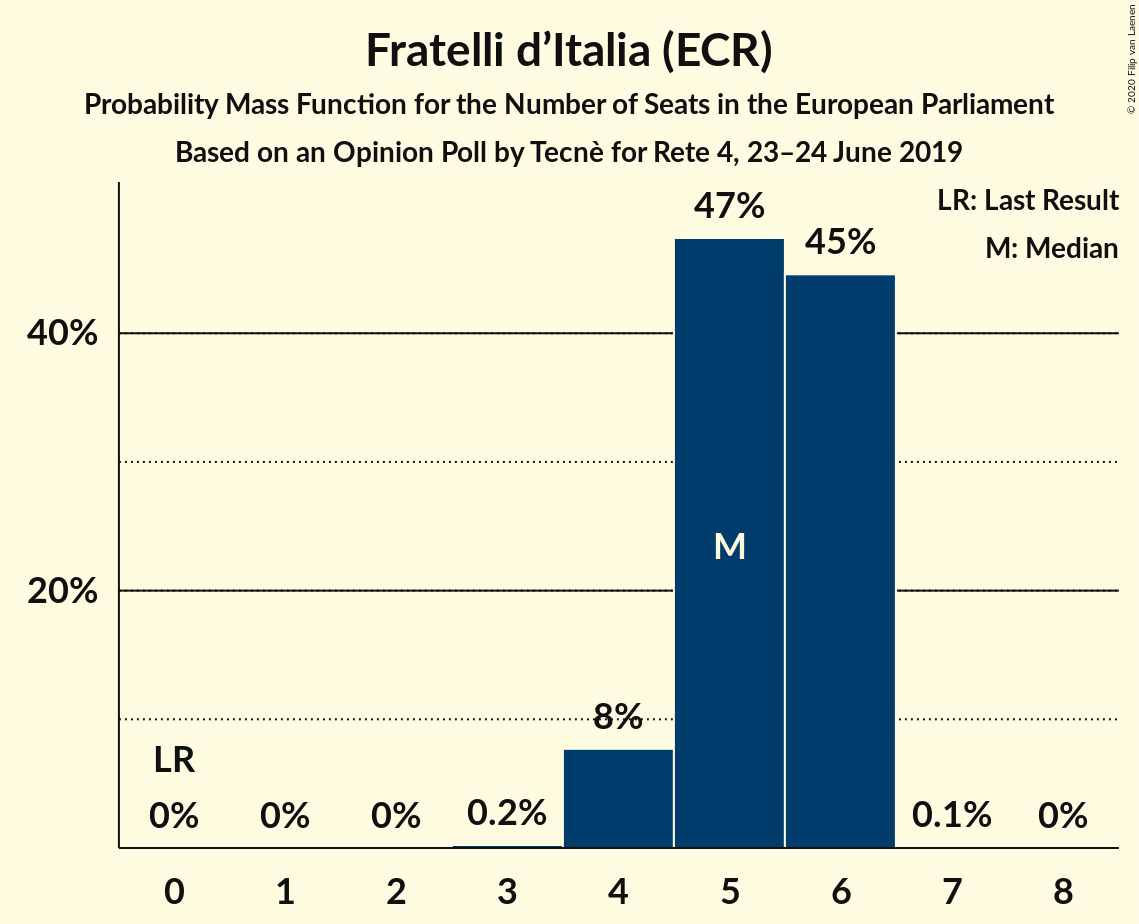 Fratelli d’Italia (ECR)
Probability Mass Function for the Number of Seats in the European Parliament
Based on an Opinion Poll by Tecnè for Rete 4, 23–24 June 2019
© 2020 Filip van Laenen
LR: Last Result
M: Median
47%
45%
40%
M
20%
8%
LR
0% 0% 0% 0.2% 0.1% 0%
0 1 2 3 4 5 6 7 8